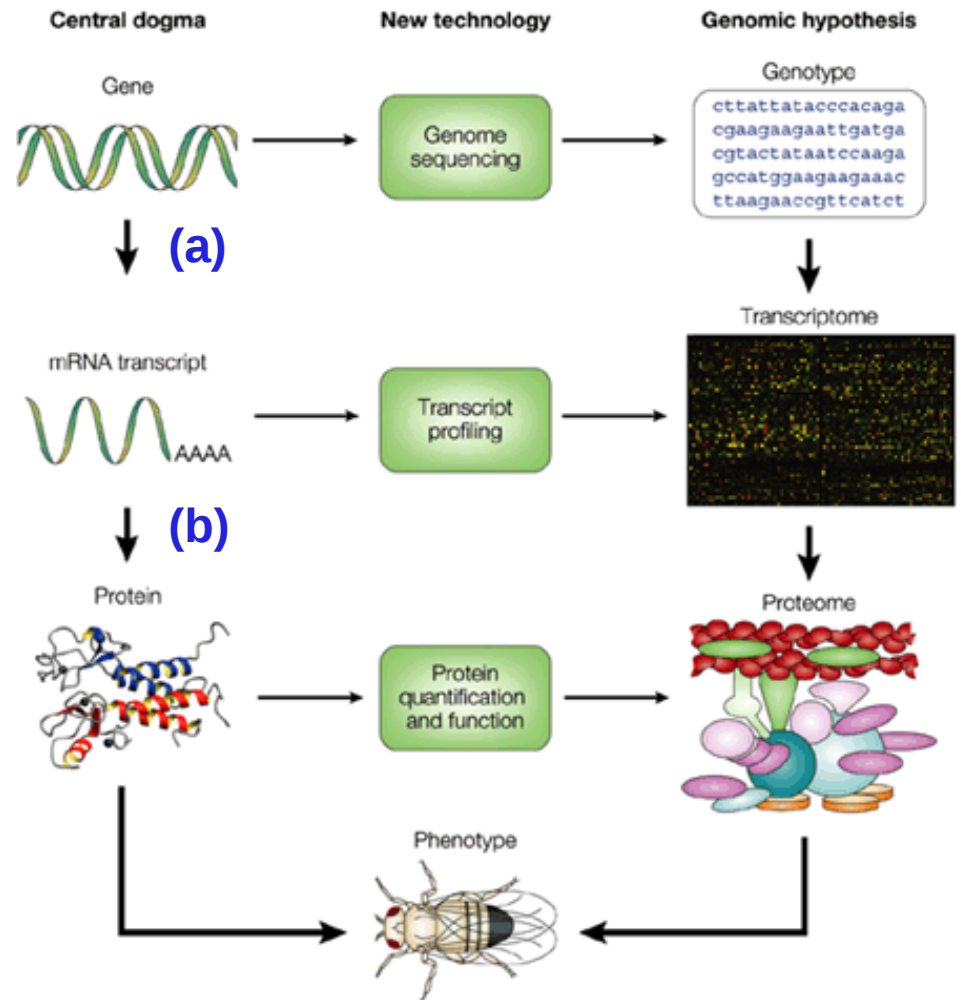 Central dogma
New technology
Genomic hypothesis
Gene
Genome
sequencing
Genotype
cttattatacccacaga
cgaagaagaattgatga
cgtactataatccaaga
gccatggaagaagaaac
ttaagaaccgttcatct
(a)
mRNA transcript
AAAA
Transcript
profiling
Transcriptome
(b)
Protein
Protein
quantification
and function
Proteome
Phenotype